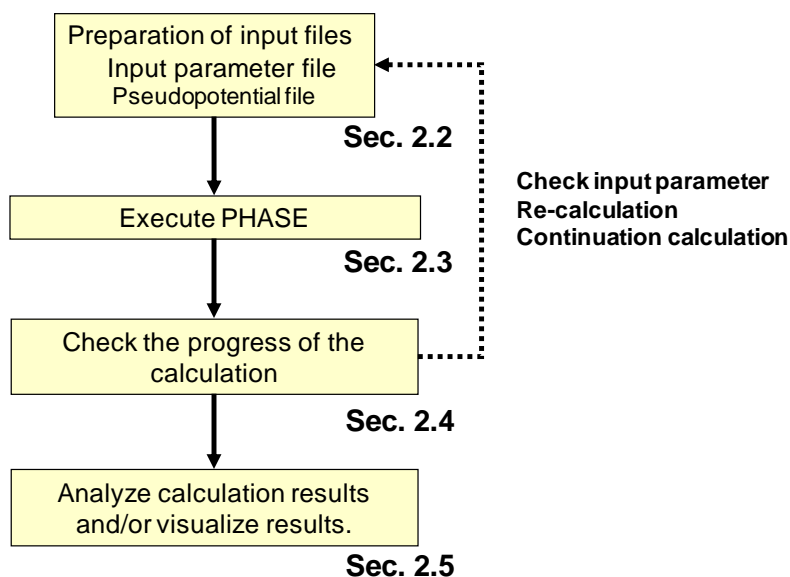 Preparation of input files
Input parameter file
Pseudopotential file
Sec. 2.2
Check input parameter
Re-calculation
Continuation calculation
Execute PHASE
Sec. 2.3
Check the progress of the
calculation
Sec. 2.4
Analyze calculation results
and/or visualize results.
Sec. 2.5